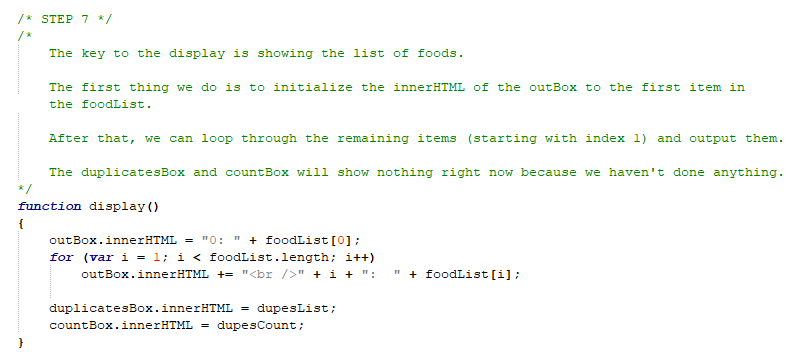 /* STEP 7 */
/*
The key to the display is showing the list of foods.
The first thing we do is to initialize the innerHTML of the outBox to the first item in
the foodList.
After that, we can loop through the remaining items (starting with index 1) and output them.
The duplicatesBox and countBox will show nothing right now because we haven't done anything.
*/
function display()
{
outBox.innerHTML = "0: " + foodList[0];
for (var i = 1; i < foodList.length; i++)
outBox.innerHTML += "<br />" + i + ":  " + foodList[i];
duplicatesBox.innerHTML = dupesList;
countBox.innerHTML = dupesCount;
}